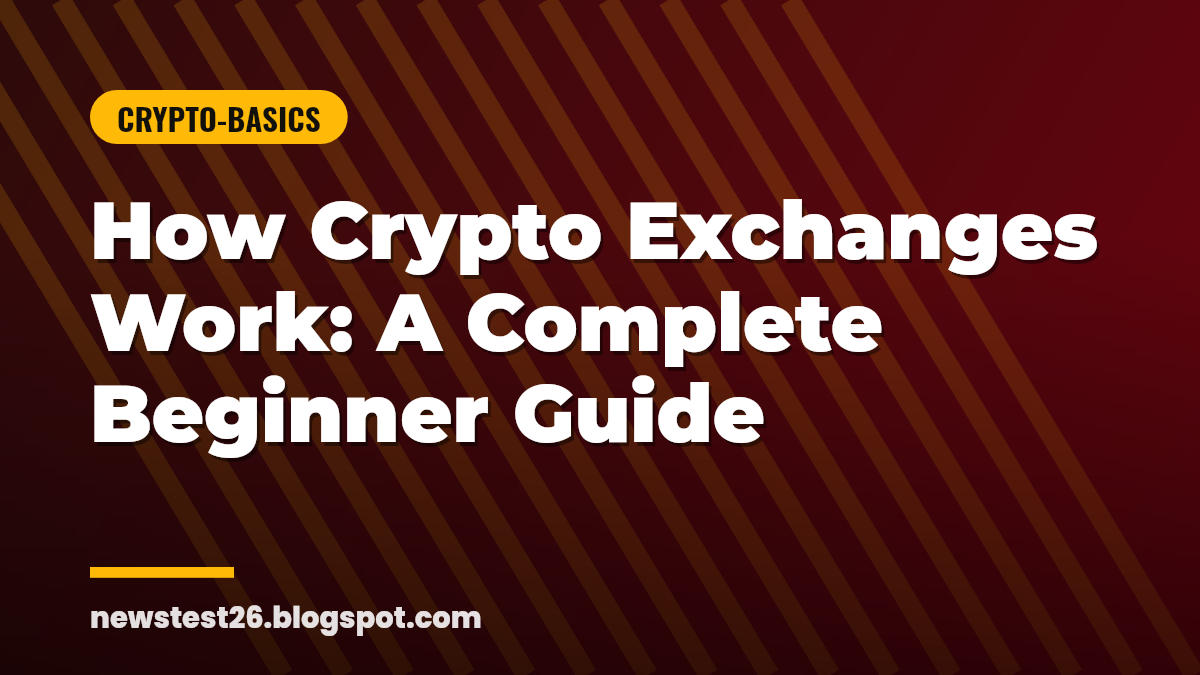 CRYPTO-BASICS
How Crypto Exchanges
Work: A Complete
Beginner Guide
newstest26.blogspot.com